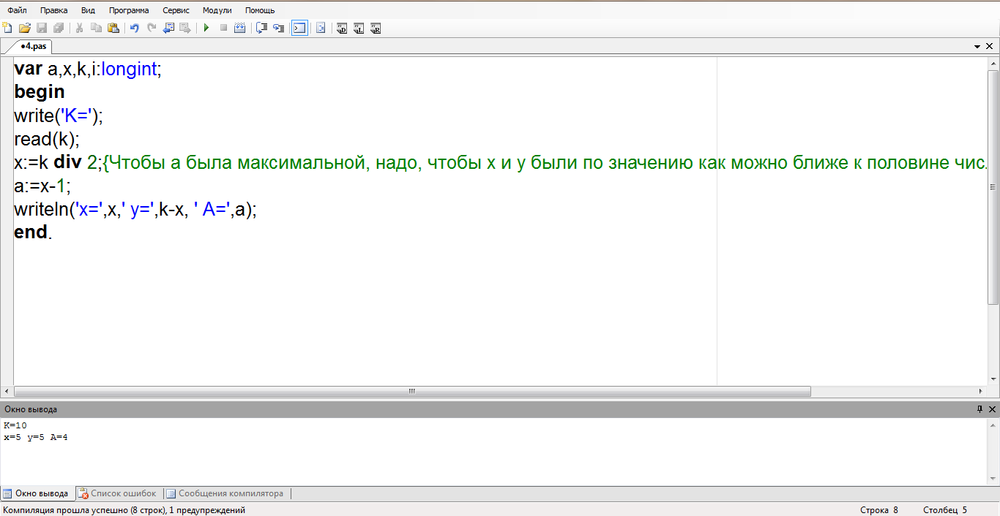 Файл Правка Вид Программа Сервис Модули Помощь
•4.pas
var a,x,k,i:longint;
begin
write('K=');
read(k);
x:=k div 2;{Чтобы а была максимальной, надо, чтобы х и у были по значению как можно ближе к половине чис
a:=x-1;
writeln('x=',x,' y=',k-x, ' A=',a);
end.
Окно вывода
K=10
x=5 y=5 A=4
Окно вывода Список ошибок Сообщения компилятора
Компиляция прошла успешно (8 строк), 1 предупреждений Строка 8 Столбец 5